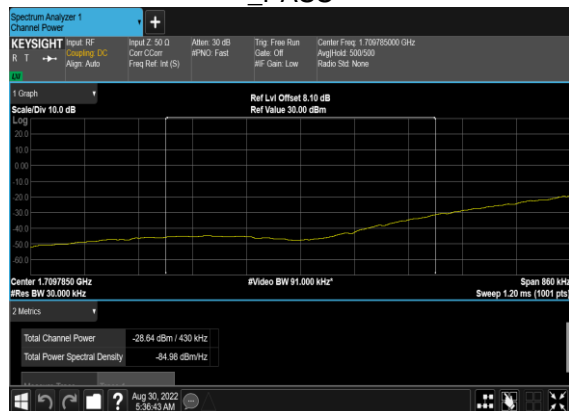 _PASS
Spectrum Analyzer 1
Channel Power
+
KEYSIGHT
R T
LU
Input: RF
Coupling: DC
Align: Auto
Input Z: 50 Ω
Corr CCorr
Freq Ref: Int (S)
Atten: 30 dB
#PNO: Fast
Trig: Free Run
Gate: Off
#IF Gain: Low
Center Freq: 1.709785000 GHz
Avg|Hold: 500/500
Radio Std: None
1 Graph
Scale/Div 10.0 dB
Ref Lvl Offset 8.10 dB
Ref Value 30.00 dBm
Log
20.0
10.0
0.00
-10.0
-20.0
-30.0
-40.0
-50.0
-60.0
Center 1.7097850 GHz
#Res BW 30.000 kHz
#Video BW 91.000 kHz*
Span 860 kHz
Sweep 1.20 ms (1001 pts)
2 Metrics
Total Channel Power -28.64 dBm / 430 kHz
Total Power Spectral Density -84.98 dBm/Hz
?
Aug 30, 2022
5:36:43 AM